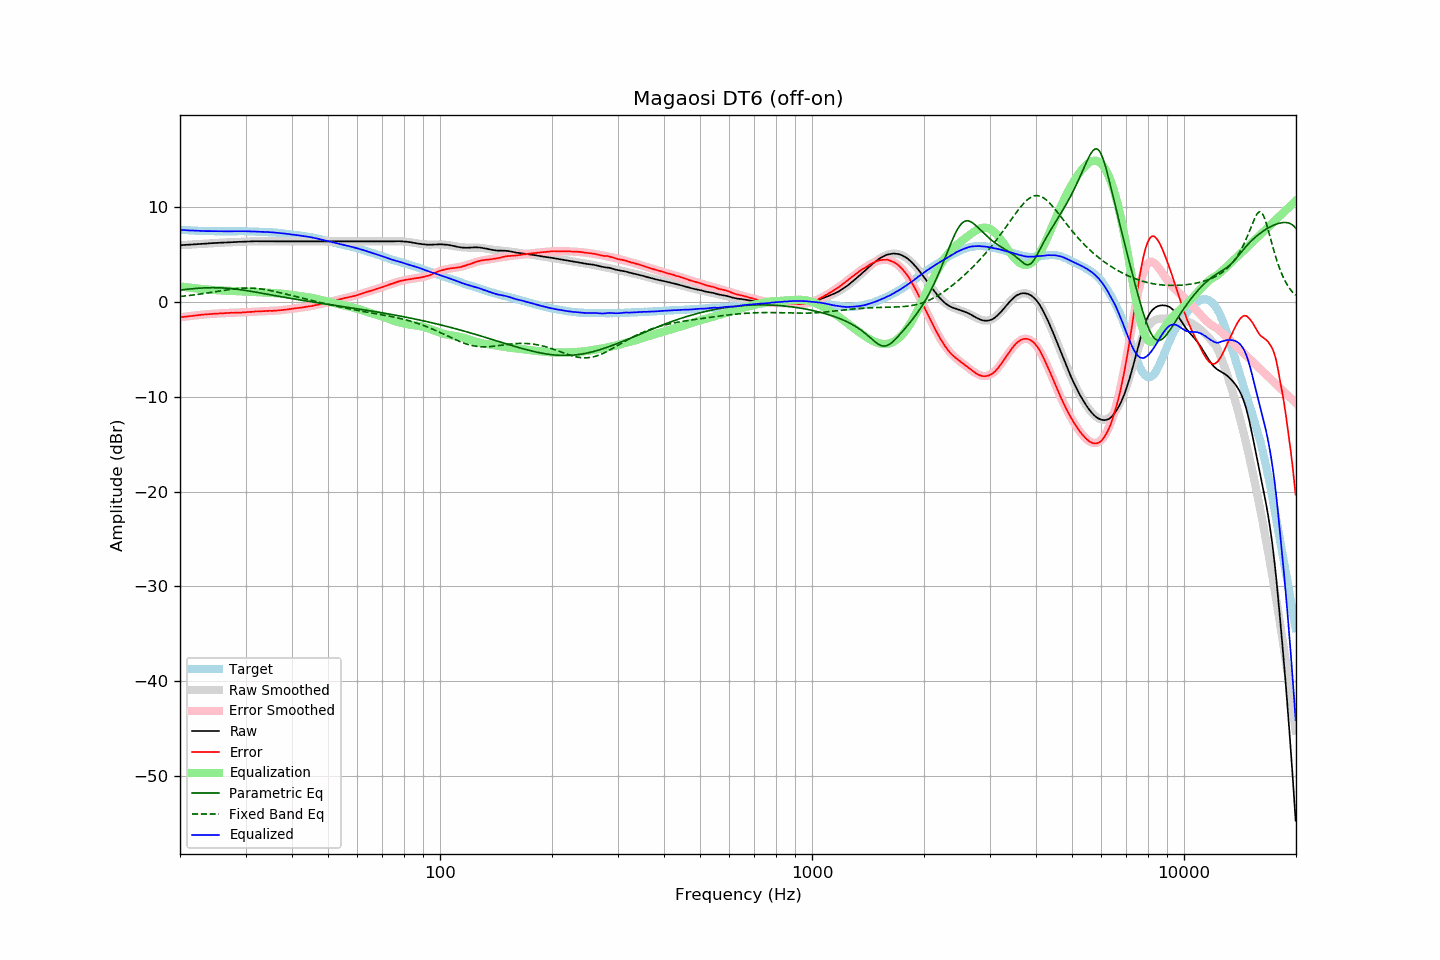 Magaosi DT6 (off-on)
10
0
−10
−20
−30
−40
−50
Amplitude (dBr)
Target
Raw Smoothed
Error Smoothed
Raw
Error
Equalization
Parametric Eq
Fixed Band Eq
Equalized
100
1000
10000
Frequency (Hz)